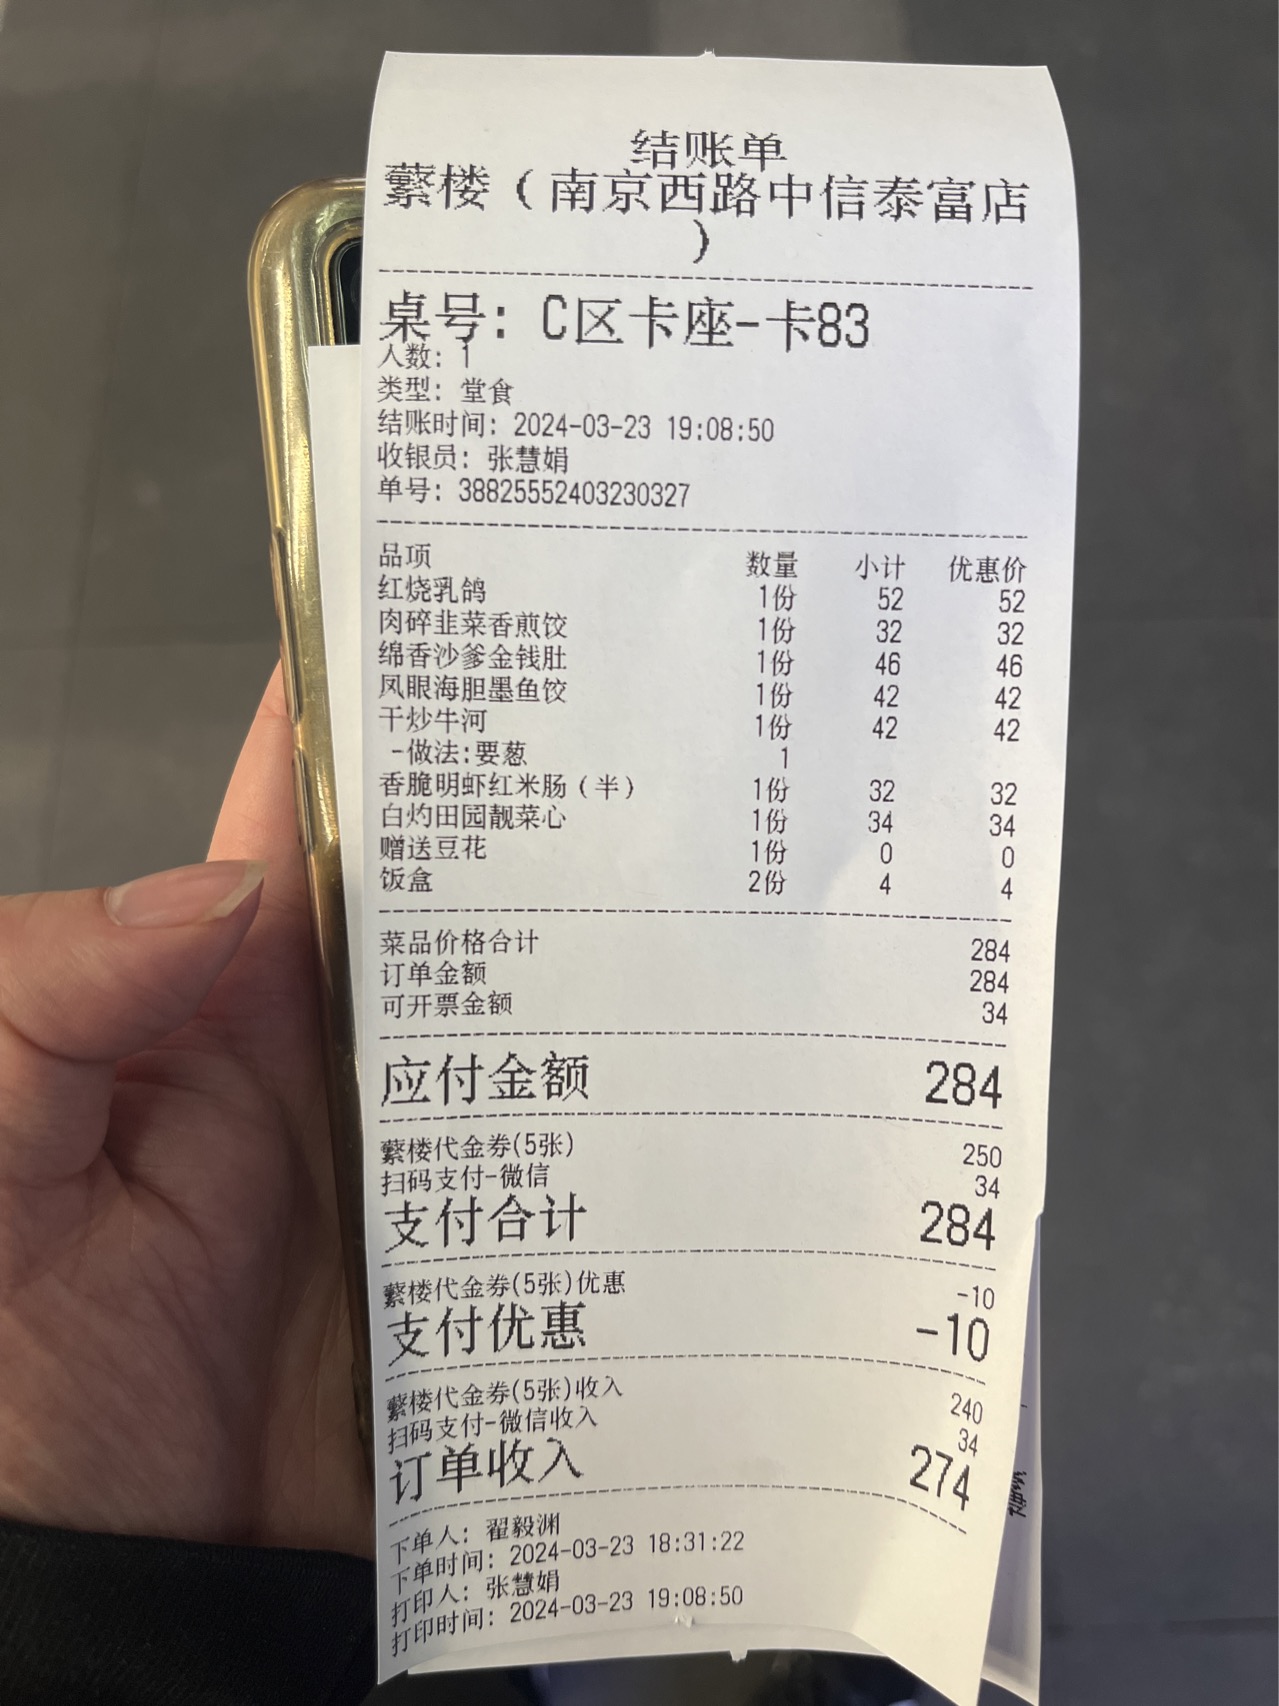 结账单
蘩楼（南京西路中信泰富店
）
桌号: C区卡座-卡83
人数: 1
类型: 堂食
结账时间: 2024-03-23 19:08:50
收银员: 张慧娟
单号: 38825552403230327
品项 数量 小计 优惠价
红烧乳鸽 1份 52 52
肉碎韭菜香煎饺 1份 32 32
绵香沙爹金钱肚 1份 46 46
凤眼海胆墨鱼饺 1份 42 42
干炒牛河 1份 42 42
-做法:要葱 1
香脆明虾红米肠（半） 1份 32 32
白灼田园靓菜心 1份 34 34
赠送豆花 1份 0 0
饭盒 2份 4 4
菜品价格合计 284
订单金额 284
可开票金额 34
应付金额 284
蘩楼代金券(5张) 250
扫码支付-微信 34
支付合计 284
蘩楼代金券(5张)优惠 -10
支付优惠 -10
蘩楼代金券(5张)收入 240
扫码支付-微信收入 34
订单收入 274
下单人: 翟毅渊
下单时间: 2024-03-23 18:31:22
打印人: 张慧娟
打印时间: 2024-03-23 19:08:50